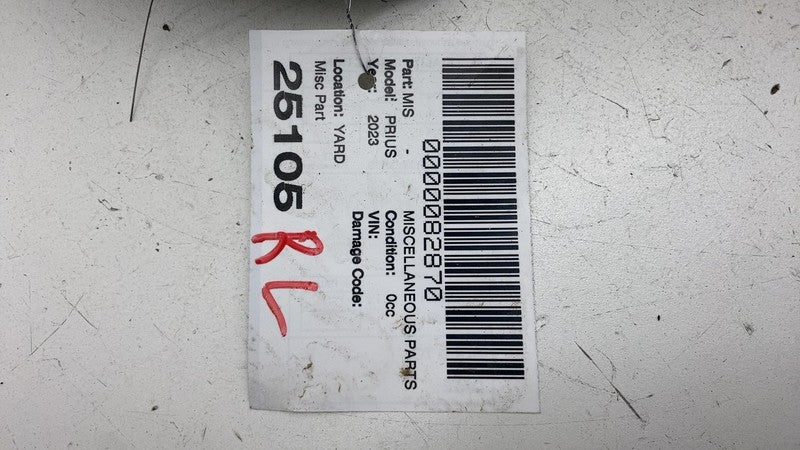 0000082870
Part: MIS - MISCELLANEOUS PARTS
Model: PRIUS Condition: 0cc
Year: 2023 VIN:
Damage Code:
Location: YARD
Misc Part
25105 RL